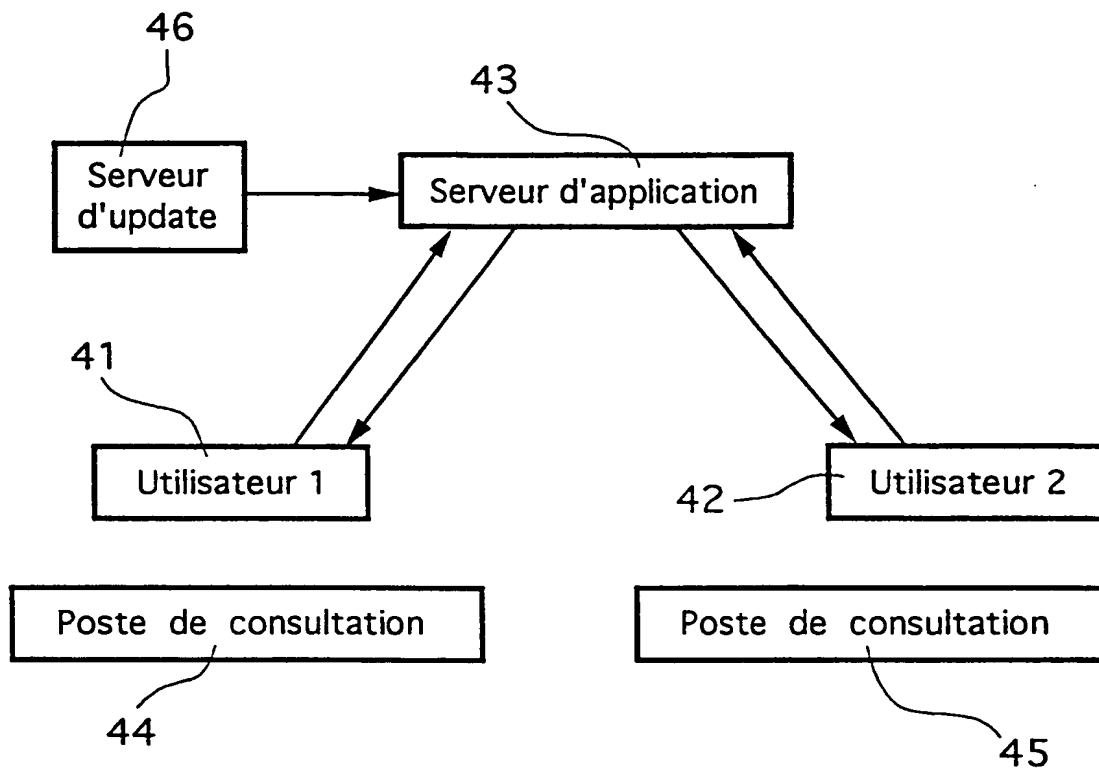 46
43
Serveur
d'update
Serveur d'application
41
Utilisateur 1
42
Utilisateur 2
Poste de consultation
Poste de consultation
44
45